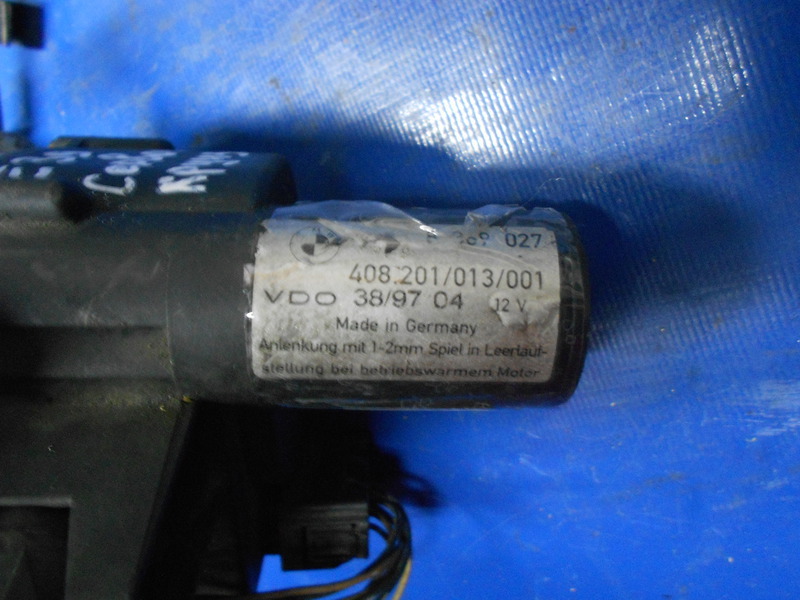 027
408.201/013/001
VDO 38/97 04 12 V
Made in Germany
Anlenkung mit 1-2mm Spiel in Leerlauf-
stellung bei betriebswarmem Motor